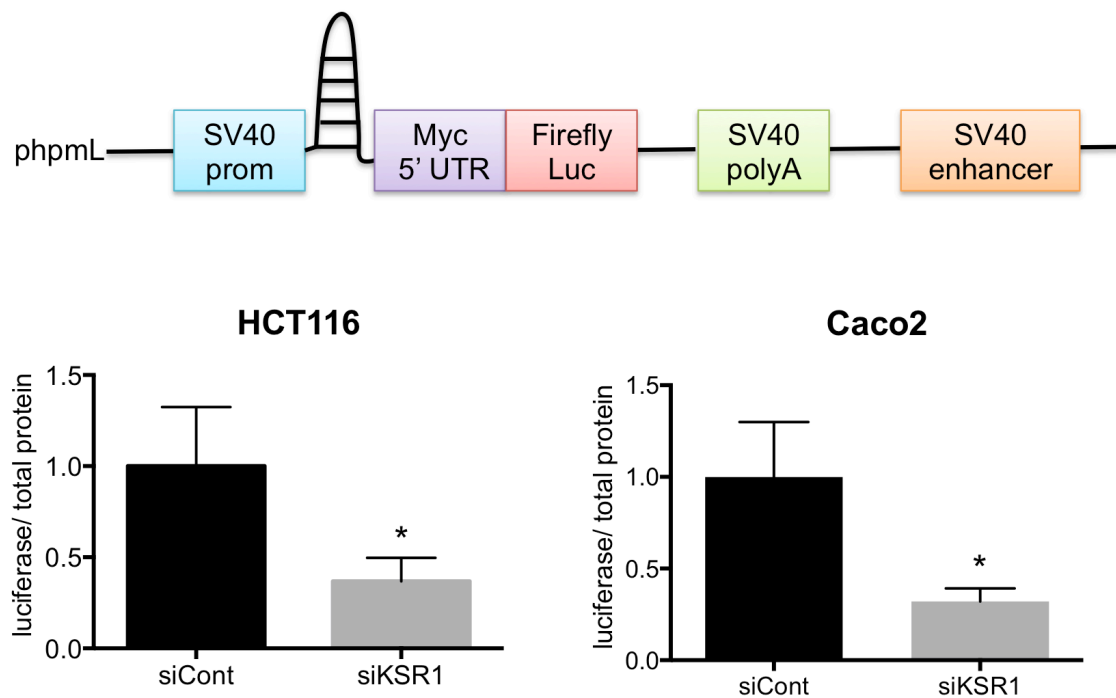 phpmL
SV40
prom
Myc
5’ UTR
Firefly
Luc
SV40
polyA
SV40
enhancer
HCT116
luciferase/ total protein
1.5
1.0
0.5
0.0
*
siCont
siKSR1
Caco2
luciferase/ total protein
1.5
1.0
0.5
0.0
*
siCont
siKSR1